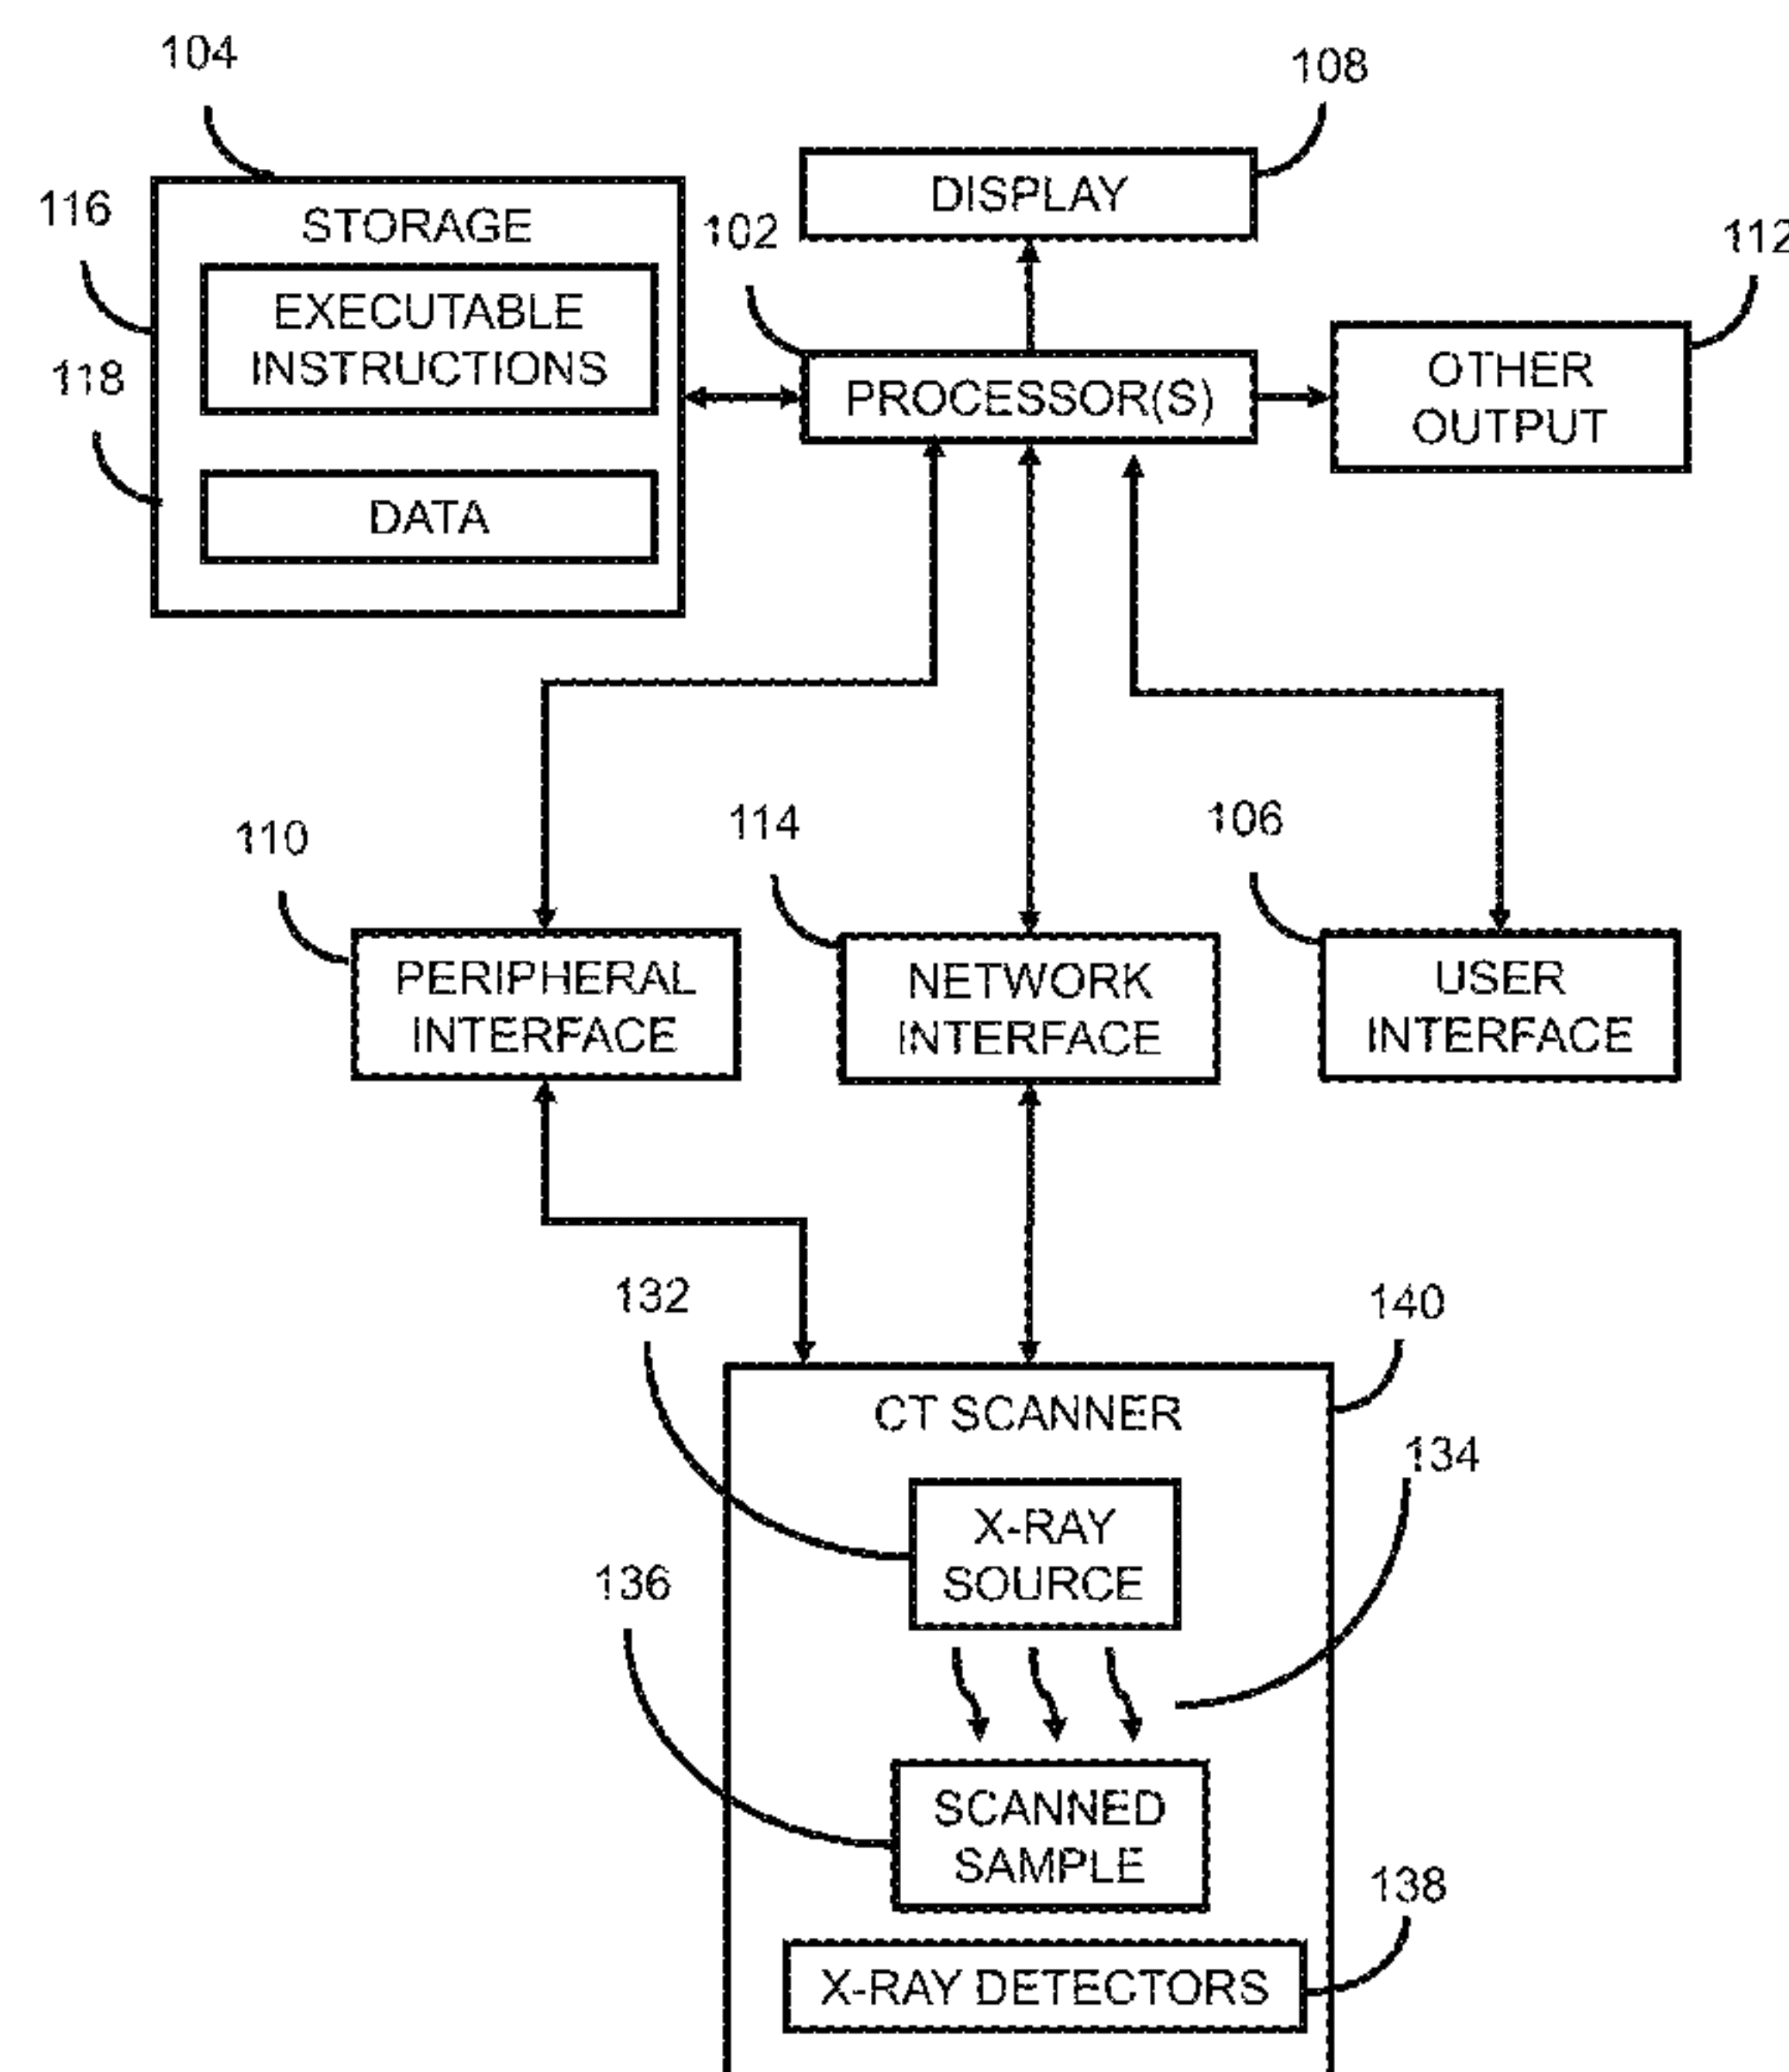 104
108
116
STORAGE
DISPLAY
102
112
EXECUTABLE
INSTRUCTIONS
118
PROCESSOR(S)
OTHER
OUTPUT
DATA
110
114
106
PERIPHERAL
INTERFACE
NETWORK
INTERFACE
USER
INTERFACE
132
140
CT SCANNER
134
X-RAY
SOURCE
136
SCANNED
SAMPLE
138
X-RAY DETECTORS